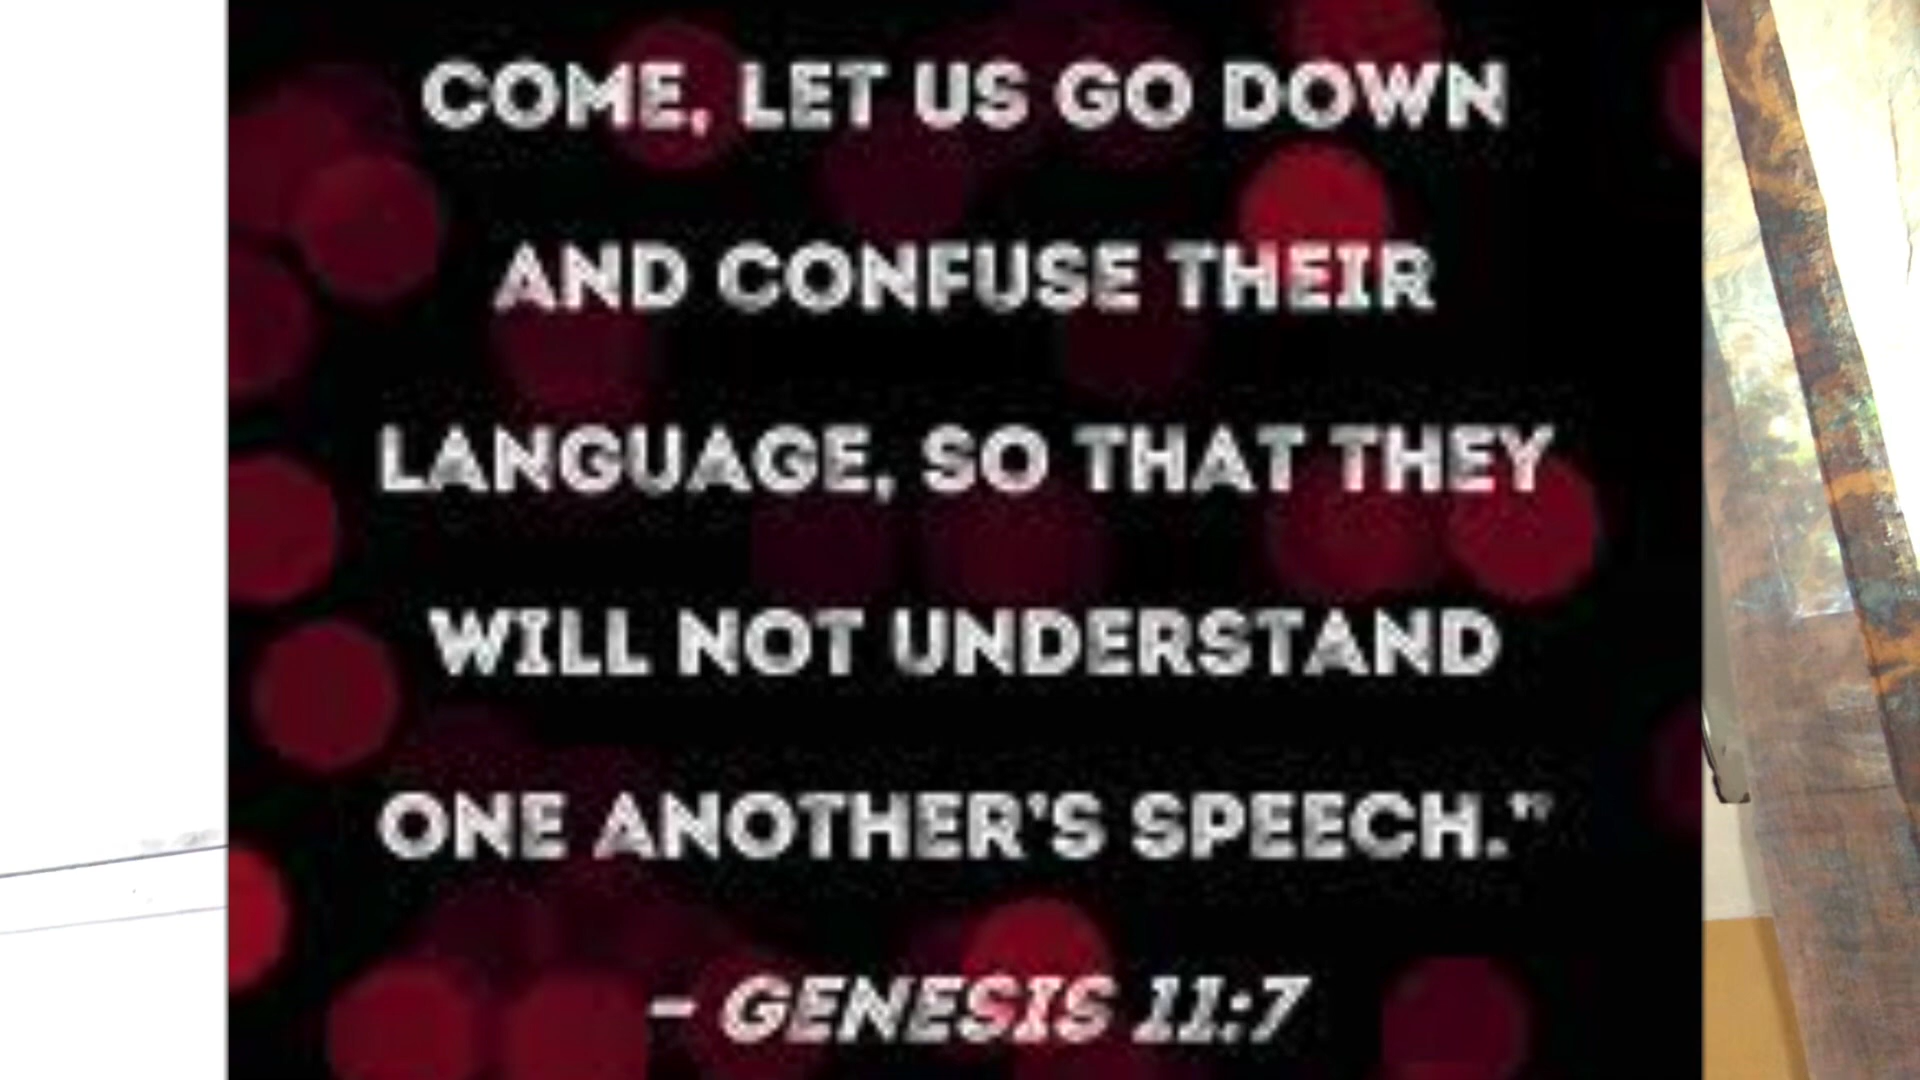 COME, LET US GO DOWN
AND CONFUSE THEIR
LANGUAGE, SO THAT THEY
WILL NOT UNDERSTAND
ONE ANOTHER'S SPEECH."
- GENESIS 11:7